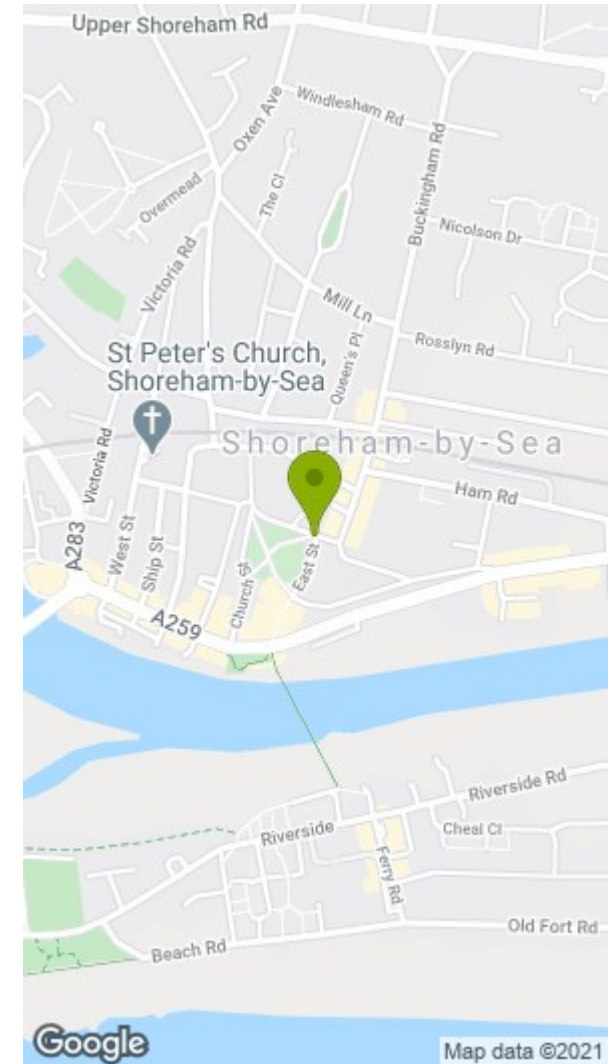 Upper Shoreham Rd
Oxen Ave
Windlesham Rd
Overmead
The Cl
Buckingham Rd
Nicolson Dr
Victoria Rd
Mill Ln
Queen's Pl
Rosslyn Rd
St Peter's Church,
Shoreham-by-Sea
Shoreham-by-Sea
Victoria Rd
Ham Rd
A283
West St
Ship St
Church St
East St
A259
Riverside Rd
Riverside
Cheal Cl
Ferry Rd
Old Fort Rd
Beach Rd
Google
Map data ©2021